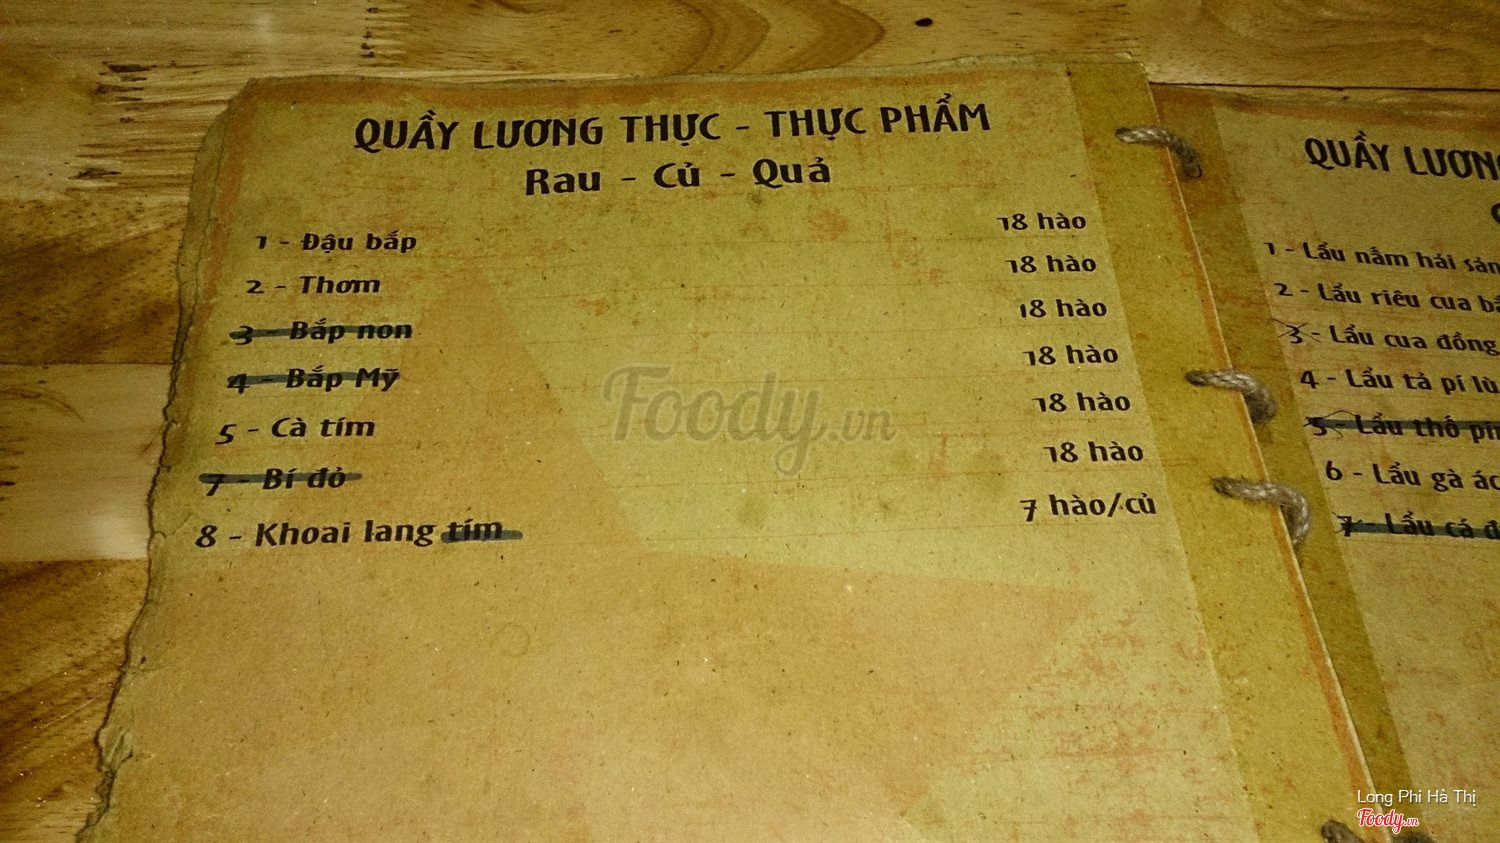 QUẦY LƯƠNG THỰC - THỰC PHẨM
Rau - Củ - Quả
1 - Đậu bắp 18 hào
2 - Thơm 18 hào
3 - Bắp non 18 hào
4 - Bắp Mỹ 18 hào
5 - Cà tím 18 hào
7 - Bí đỏ 18 hào
8 - Khoai lang tím 7 hào/củ
Foody.vn
QUẦY LƯƠNG
1 - Lẩu nấm hải sản
2 - Lẩu riêu cua
3 - Lẩu cua đồng
4 - Lẩu tả pí lù
5 - Lẩu thố
6 - Lẩu gà ác
7 - Lẩu cá
Long Phi Hả Thị
Foody.vn